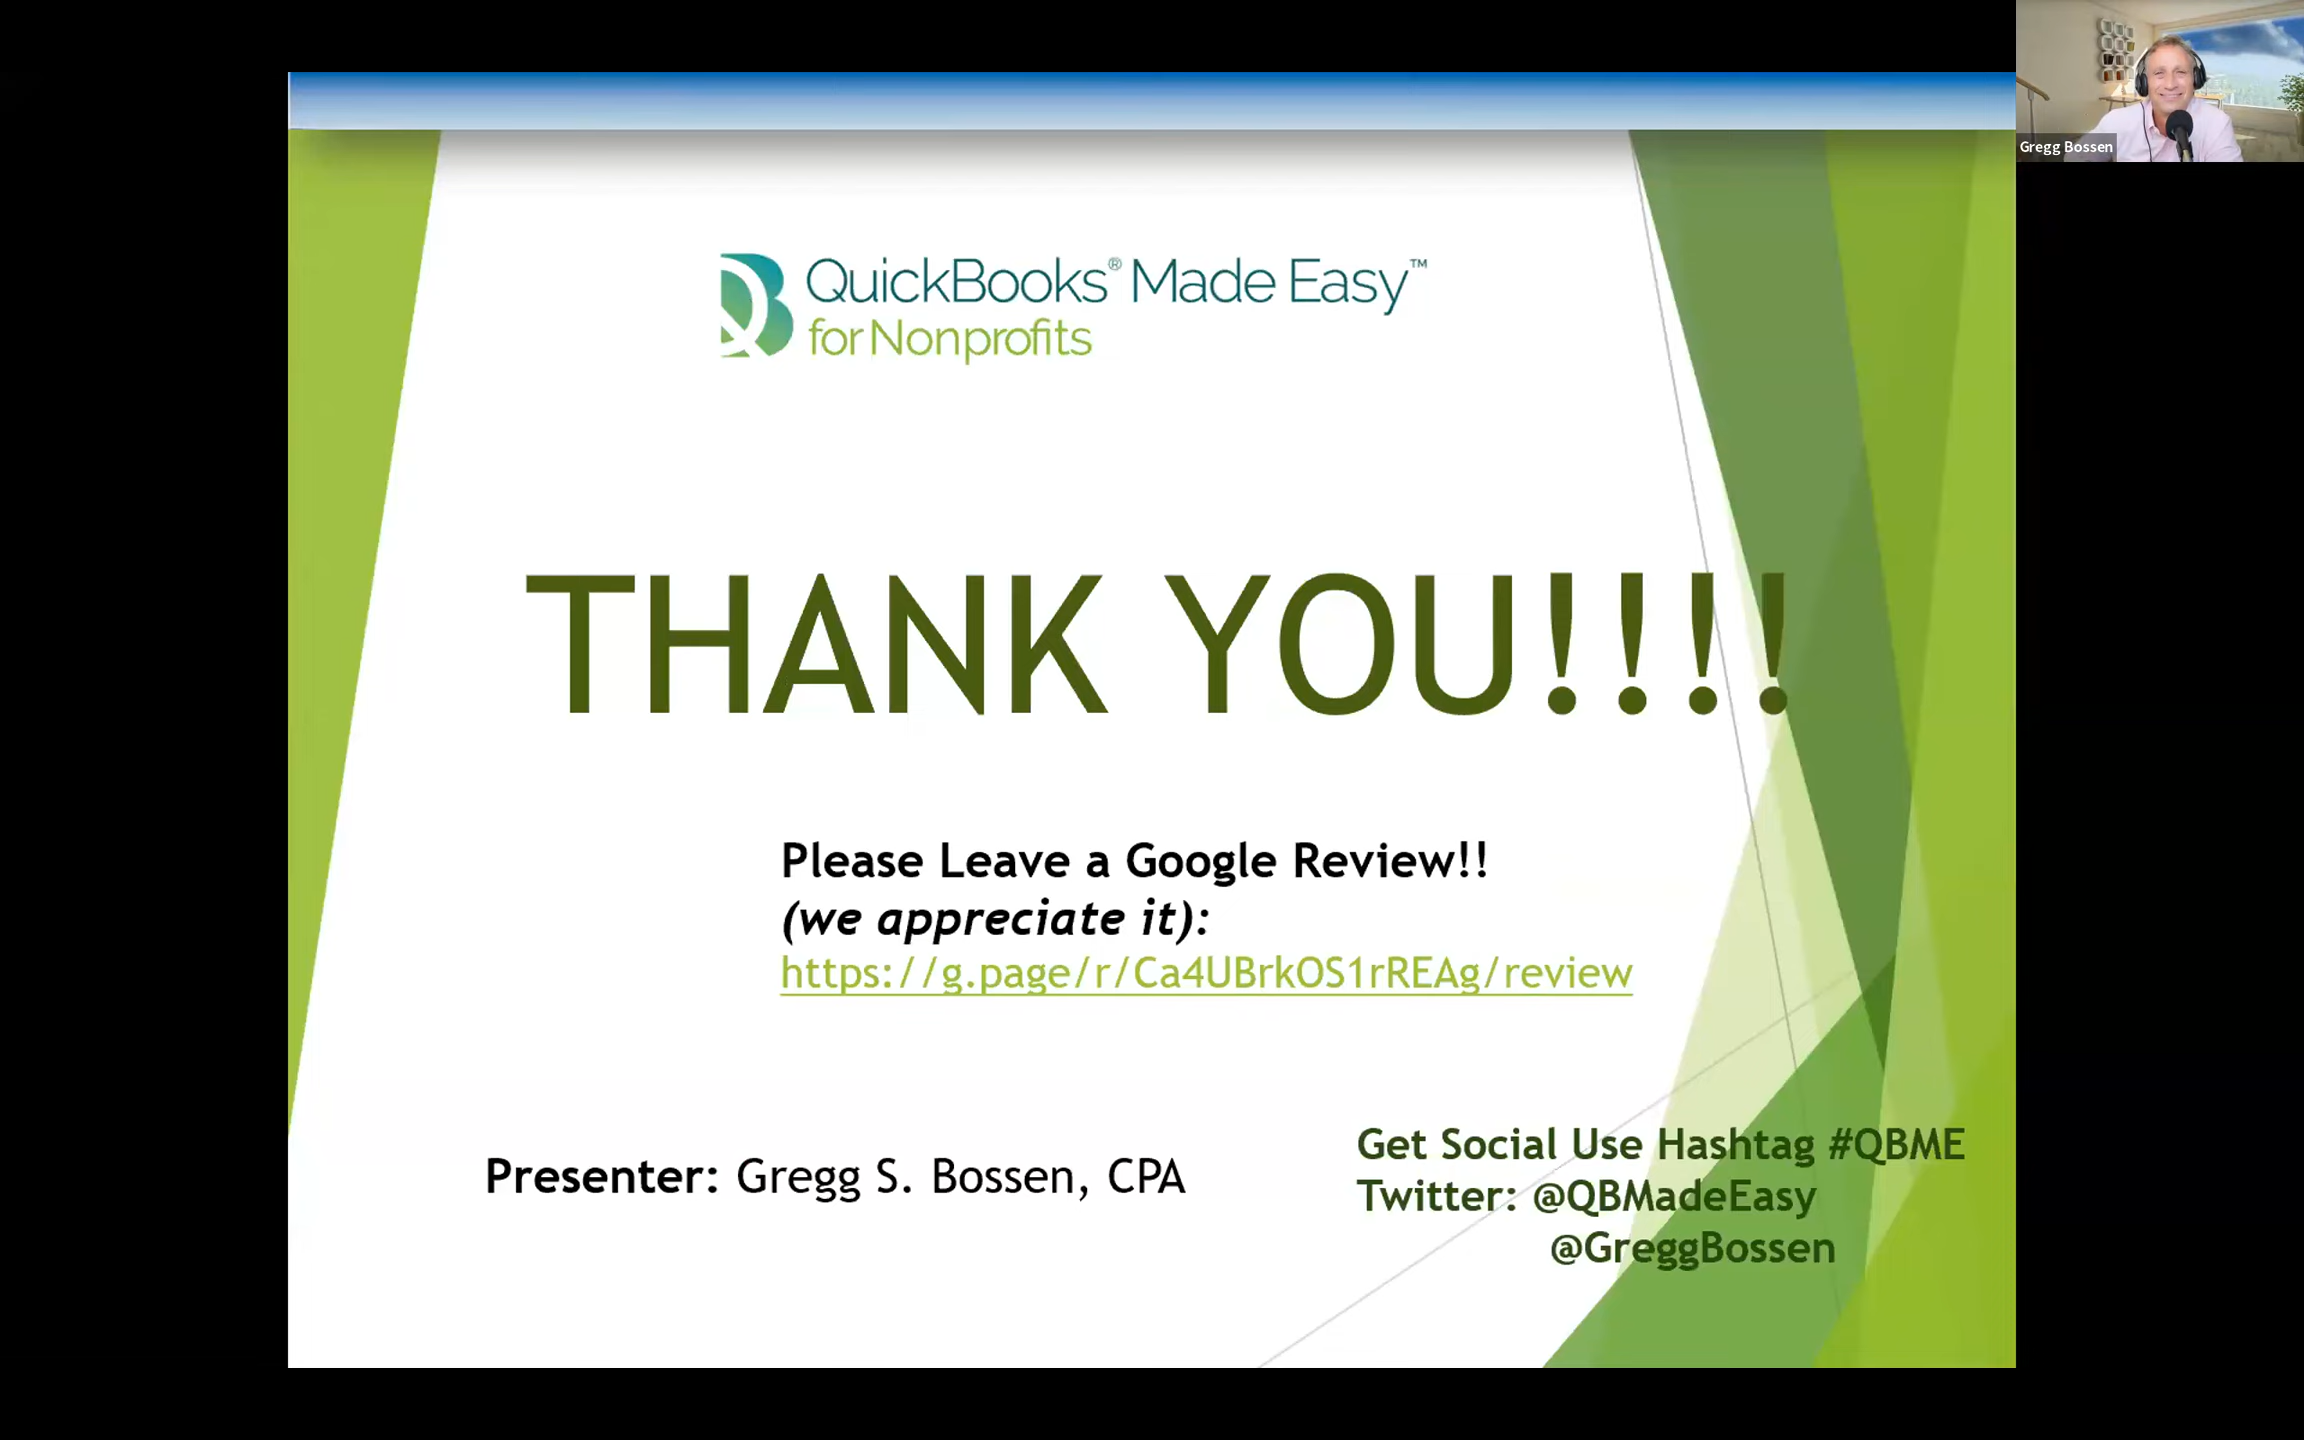 Gregg Bossen
QuickBooks® Made Easy™
for Nonprofits
THANK YOU!!!!
Please Leave a Google Review!!
(we appreciate it):
https://g.page/r/Ca4UBrkOS1rREAg/review
Presenter: Gregg S. Bossen, CPA
Get Social Use Hashtag #QBME
Twitter: @QBMadeEasy
@GreggBossen